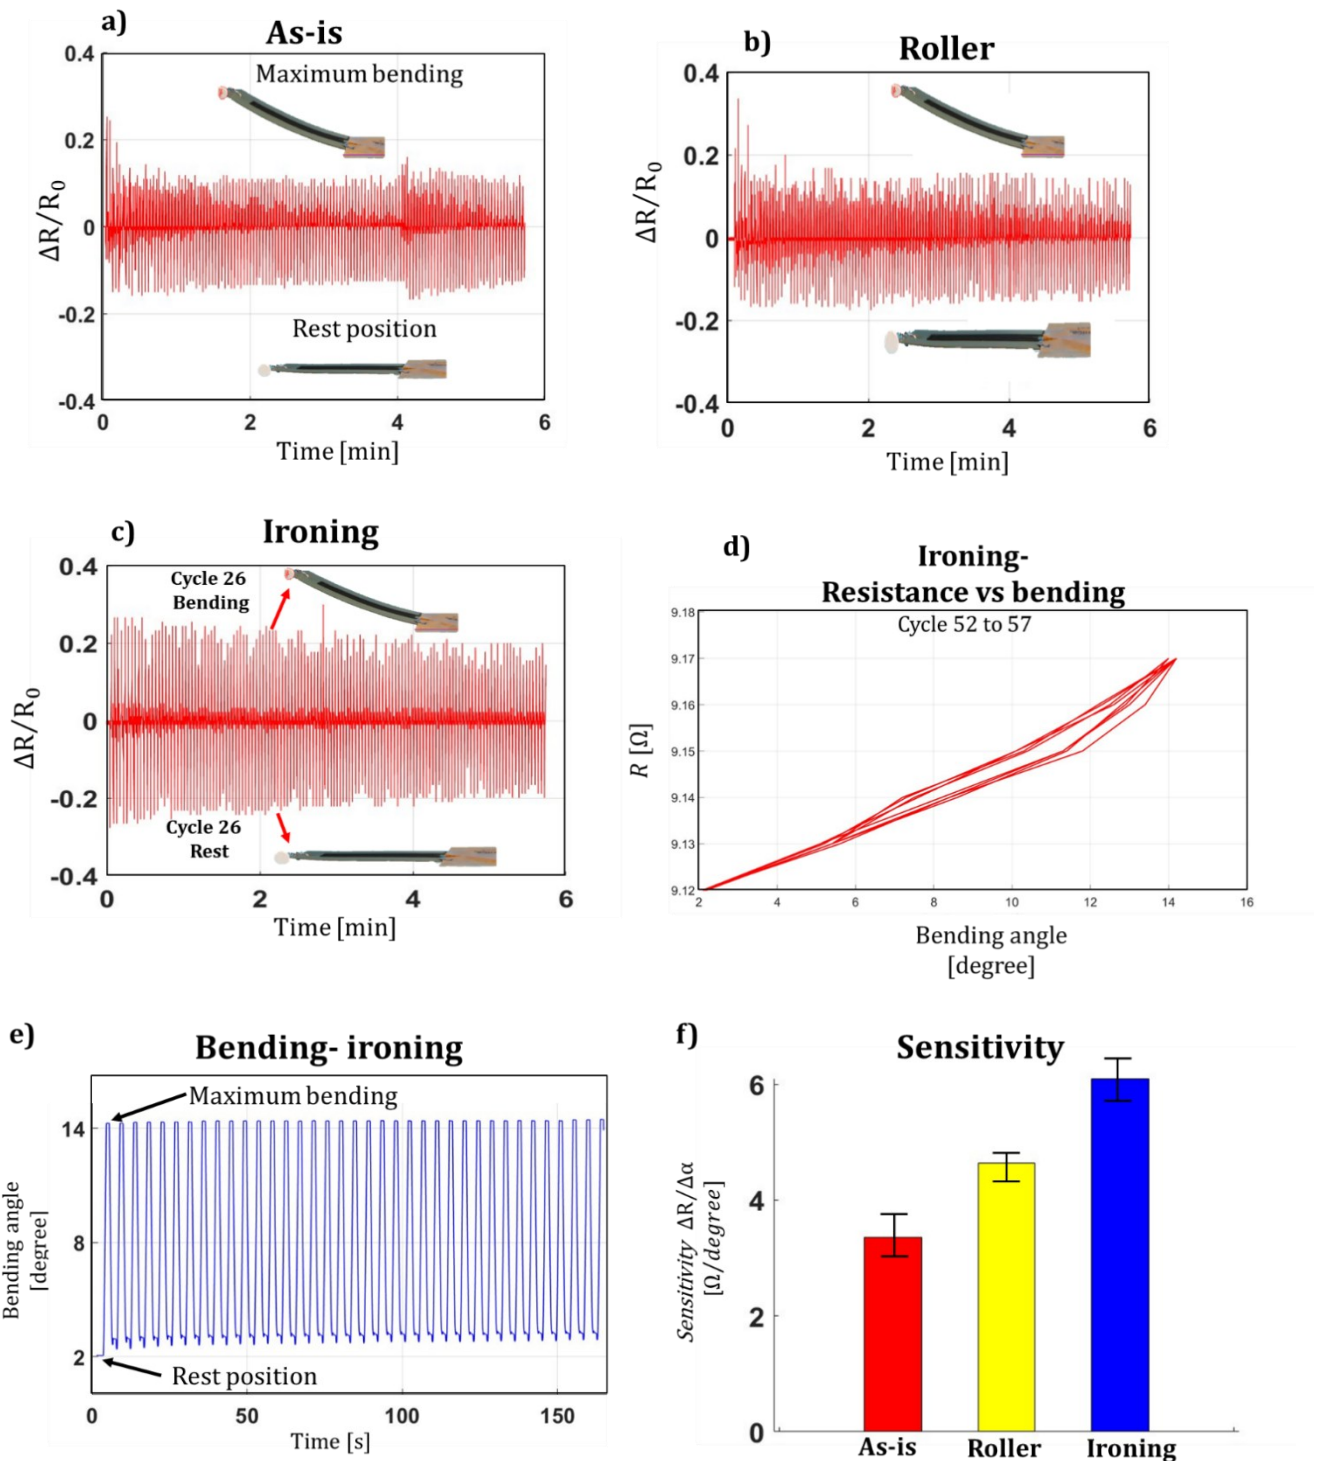 a)
As-is
Maximum bending
Rest position
0.4
0.2
0
-0.2
-0.4
0
2
4
6
ΔR/R0
Time [min]
b)
Roller
0.4
0.2
0
-0.2
-0.4
0
2
4
6
ΔR/R0
Time [min]
c)
Ironing
Cycle 26
Bending
Cycle 26
Rest
0.4
0.2
0
-0.2
-0.4
0
2
4
6
ΔR/R0
Time [min]
d)
Ironing-
Resistance vs bending
Cycle 52 to 57
9.18
9.17
9.16
9.15
9.14
9.13
9.12
2
4
6
8
10
12
14
16
R [Ω]
Bending angle
[degree]
e)
Bending- ironing
Maximum bending
Rest position
14
8
2
0
50
100
150
Bending angle
[degree]
Time [s]
f)
Sensitivity
6
4
2
0
Sensitivity ΔR/Δα
[Ω/degree]
As-is
Roller
Ironing